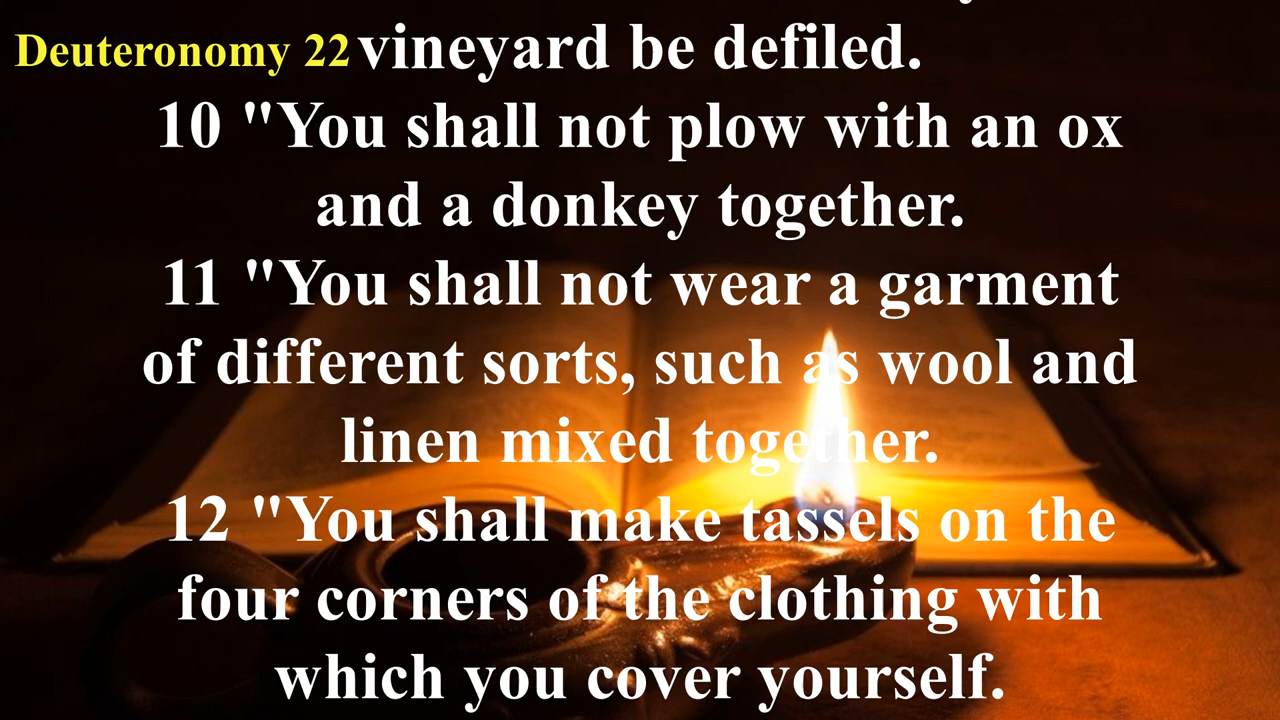 Deuteronomy 22
vineyard be defiled.
10 "You shall not plow with an ox
and a donkey together.
11 "You shall not wear a garment
of different sorts, such as wool and
linen mixed together.
12 "You shall make tassels on the
four corners of the clothing with
which you cover yourself.